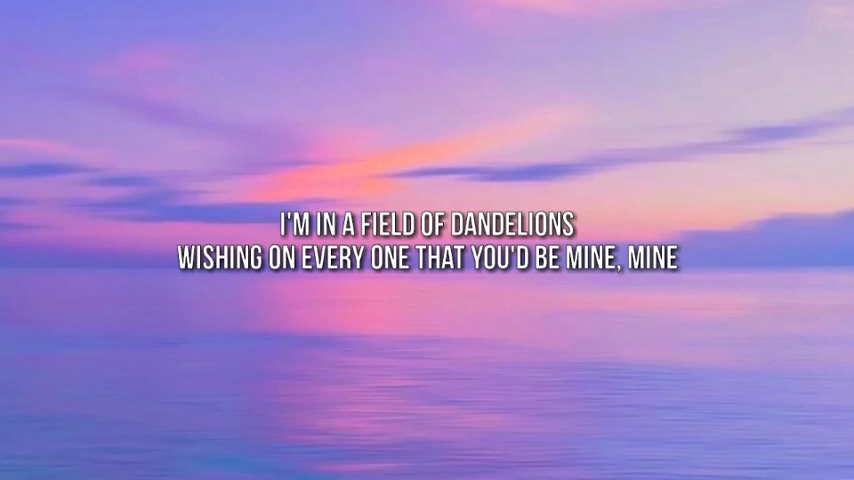 I'M IN A FIELD OF DANDELIONS
WISHING ON EVERY ONE THAT YOU'D BE MINE, MINE